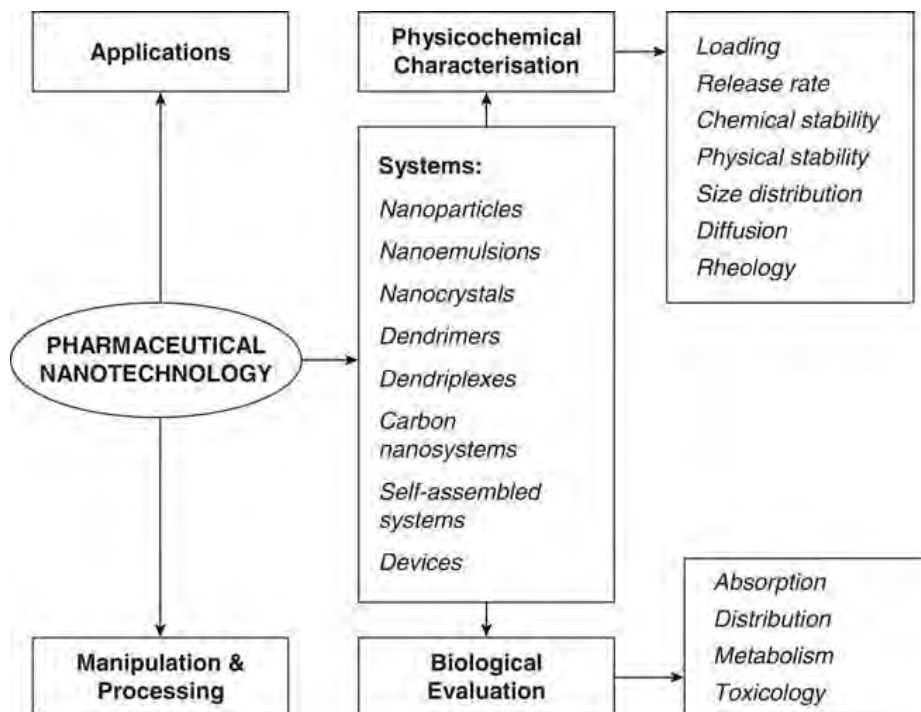 Applications
Physicochemical
Characterisation
Loading
Release rate
Chemical stability
Physical stability
Size distribution
Diffusion
Rheology
Systems:
Nanoparticles
Nanoemulsions
Nanocrystals
Dendrimers
Dendriplexes
Carbon
nanosystems
Self-assembled
systems
Devices
PHARMACEUTICAL
NANOTECHNOLOGY
Manipulation &
Processing
Biological
Evaluation
Absorption
Distribution
Metabolism
Toxicology